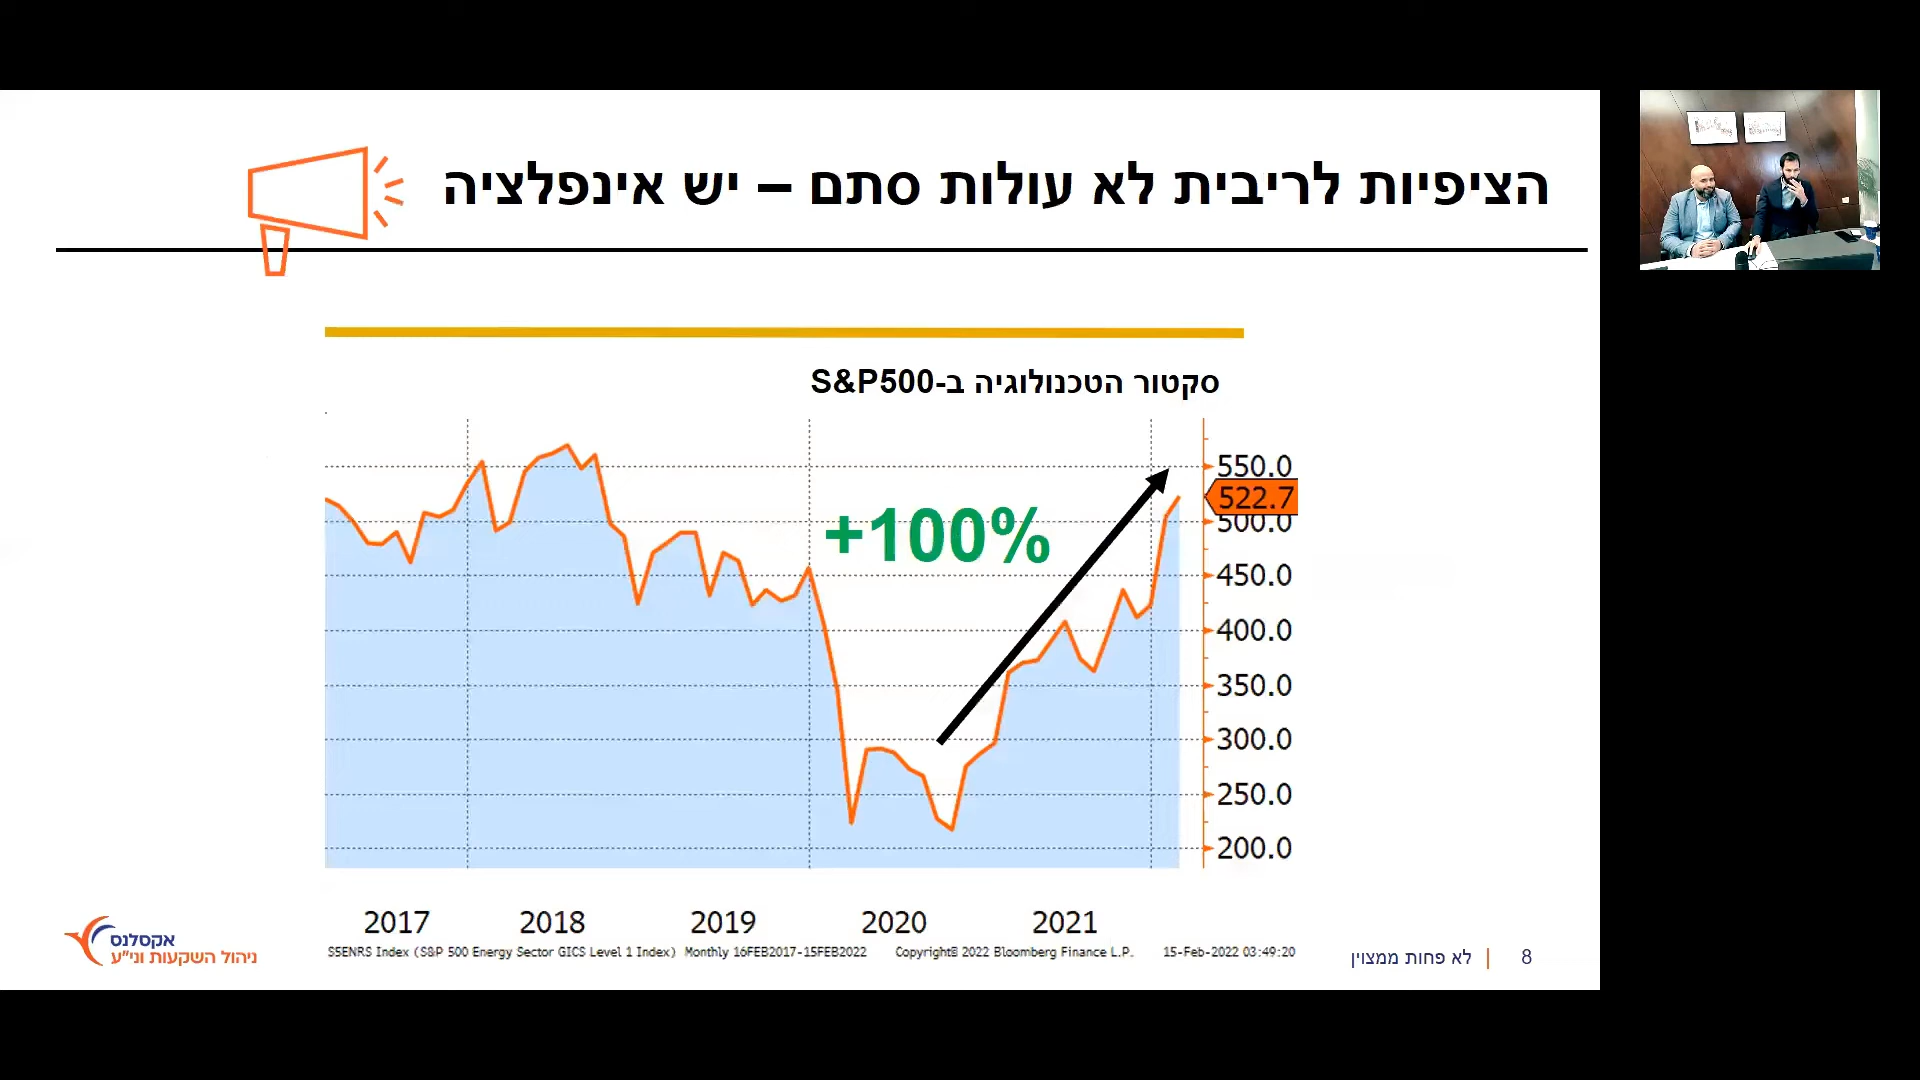 הציפיות לריבית לא עולות סתם – יש אינפלציה
סקטור הטכנולוגיה ב-S&P500
+100%
550.0
522.7
500.0
450.0
400.0
350.0
300.0
250.0
200.0
2017 2018 2019 2020 2021
S5ENRS Index (S&P 500 Energy Sector GICS Level 1 Index) Monthly 16FEB2017-15FEB2022 Copyright© 2022 Bloomberg Finance L.P. 15-Feb-2022 03:49:20
אקסלנס
ניהול השקעות וני"ע
לא פחות ממצוין | 8